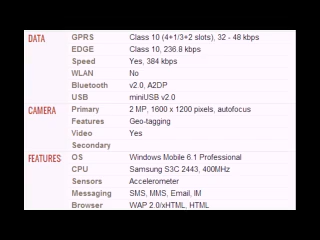 DATA GPRS Class 10 (4+1/3+2 slots), 32 - 48 kbps
EDGE Class 10, 236.8 kbps
Speed Yes, 384 kbps
WLAN No
Bluetooth v2.0, A2DP
USB miniUSB v2.0
CAMERA Primary 2 MP, 1600 x 1200 pixels, autofocus
Features Geo-tagging
Video Yes
Secondary
FEATURES OS Windows Mobile 6.1 Professional
CPU Samsung S3C 2443, 400MHz
Sensors Accelerometer
Messaging SMS, MMS, Email, IM
Browser WAP 2.0/xHTML, HTML